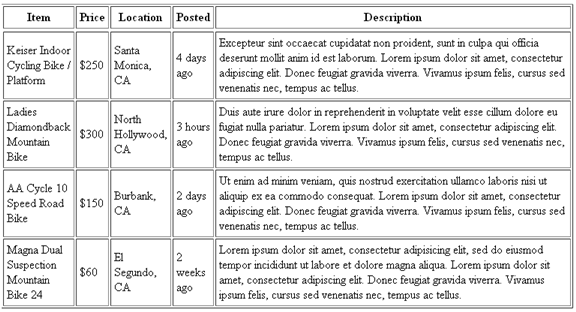 Item Price Location Posted Description
Keiser Indoor
Cycling Bike /
Platform
$250
Santa
Monica,
CA
4 days
ago
Excepteur sint occaecat cupidatat non proident, sunt in culpa qui officia
deserunt mollit anim id est laborum. Lorem ipsum dolor sit amet, consectetur
adipiscing elit. Donec feugiat gravida viverra. Vivamus ipsum felis, cursus sed
venenatis nec, tempus ac tellus.
Ladies
Diamondback
Mountain
Bike
$300
North
Hollywood,
CA
3 hours
ago
Duis aute irure dolor in reprehenderit in voluptate velit esse cillum dolore eu
fugiat nulla pariatur. Lorem ipsum dolor sit amet, consectetur adipiscing elit.
Donec feugiat gravida viverra. Vivamus ipsum felis, cursus sed venenatis nec,
tempus ac tellus.
AA Cycle 10
Speed Road
Bike
$150
Burbank,
CA
2 days
ago
Ut enim ad minim veniam, quis nostrud exercitation ullamco laboris nisi ut
aliquip ex ea commodo consequat. Lorem ipsum dolor sit amet, consectetur
adipiscing elit. Donec feugiat gravida viverra. Vivamus ipsum felis, cursus sed
venenatis nec, tempus ac tellus.
Magna Dual
Suspection
Mountain
Bike 24
$60
El
Segundo,
CA
2
weeks
ago
Lorem ipsum dolor sit amet, consectetur adipisicing elit, sed do eiusmod
tempor incididunt ut labore et dolore magna aliqua. Lorem ipsum dolor sit
amet, consectetur adipiscing elit. Donec feugiat gravida viverra. Vivamus
ipsum felis, cursus sed venenatis nec, tempus ac tellus.